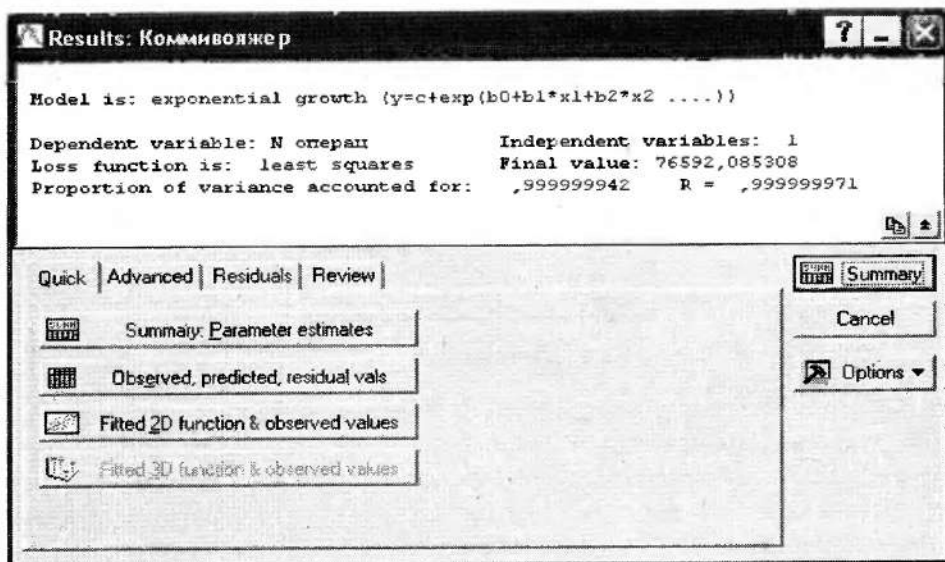 Results: Коммивояжер
Model is: exponential growth (y=c+exp(b0+b1*x1+b2*x2 ....))
Dependent variable: N операц Independent variables: 1
Loss function is: least squares Final value: 76592,085308
Proportion of variance accounted for: ,999999942 R = ,999999971
Quick Advanced Residuals Review
Summary
Cancel
Options
Summary: Parameter estimates
Observed, predicted, residual vals
Fitted 2D function & observed values
Fitted 3D function & observed values